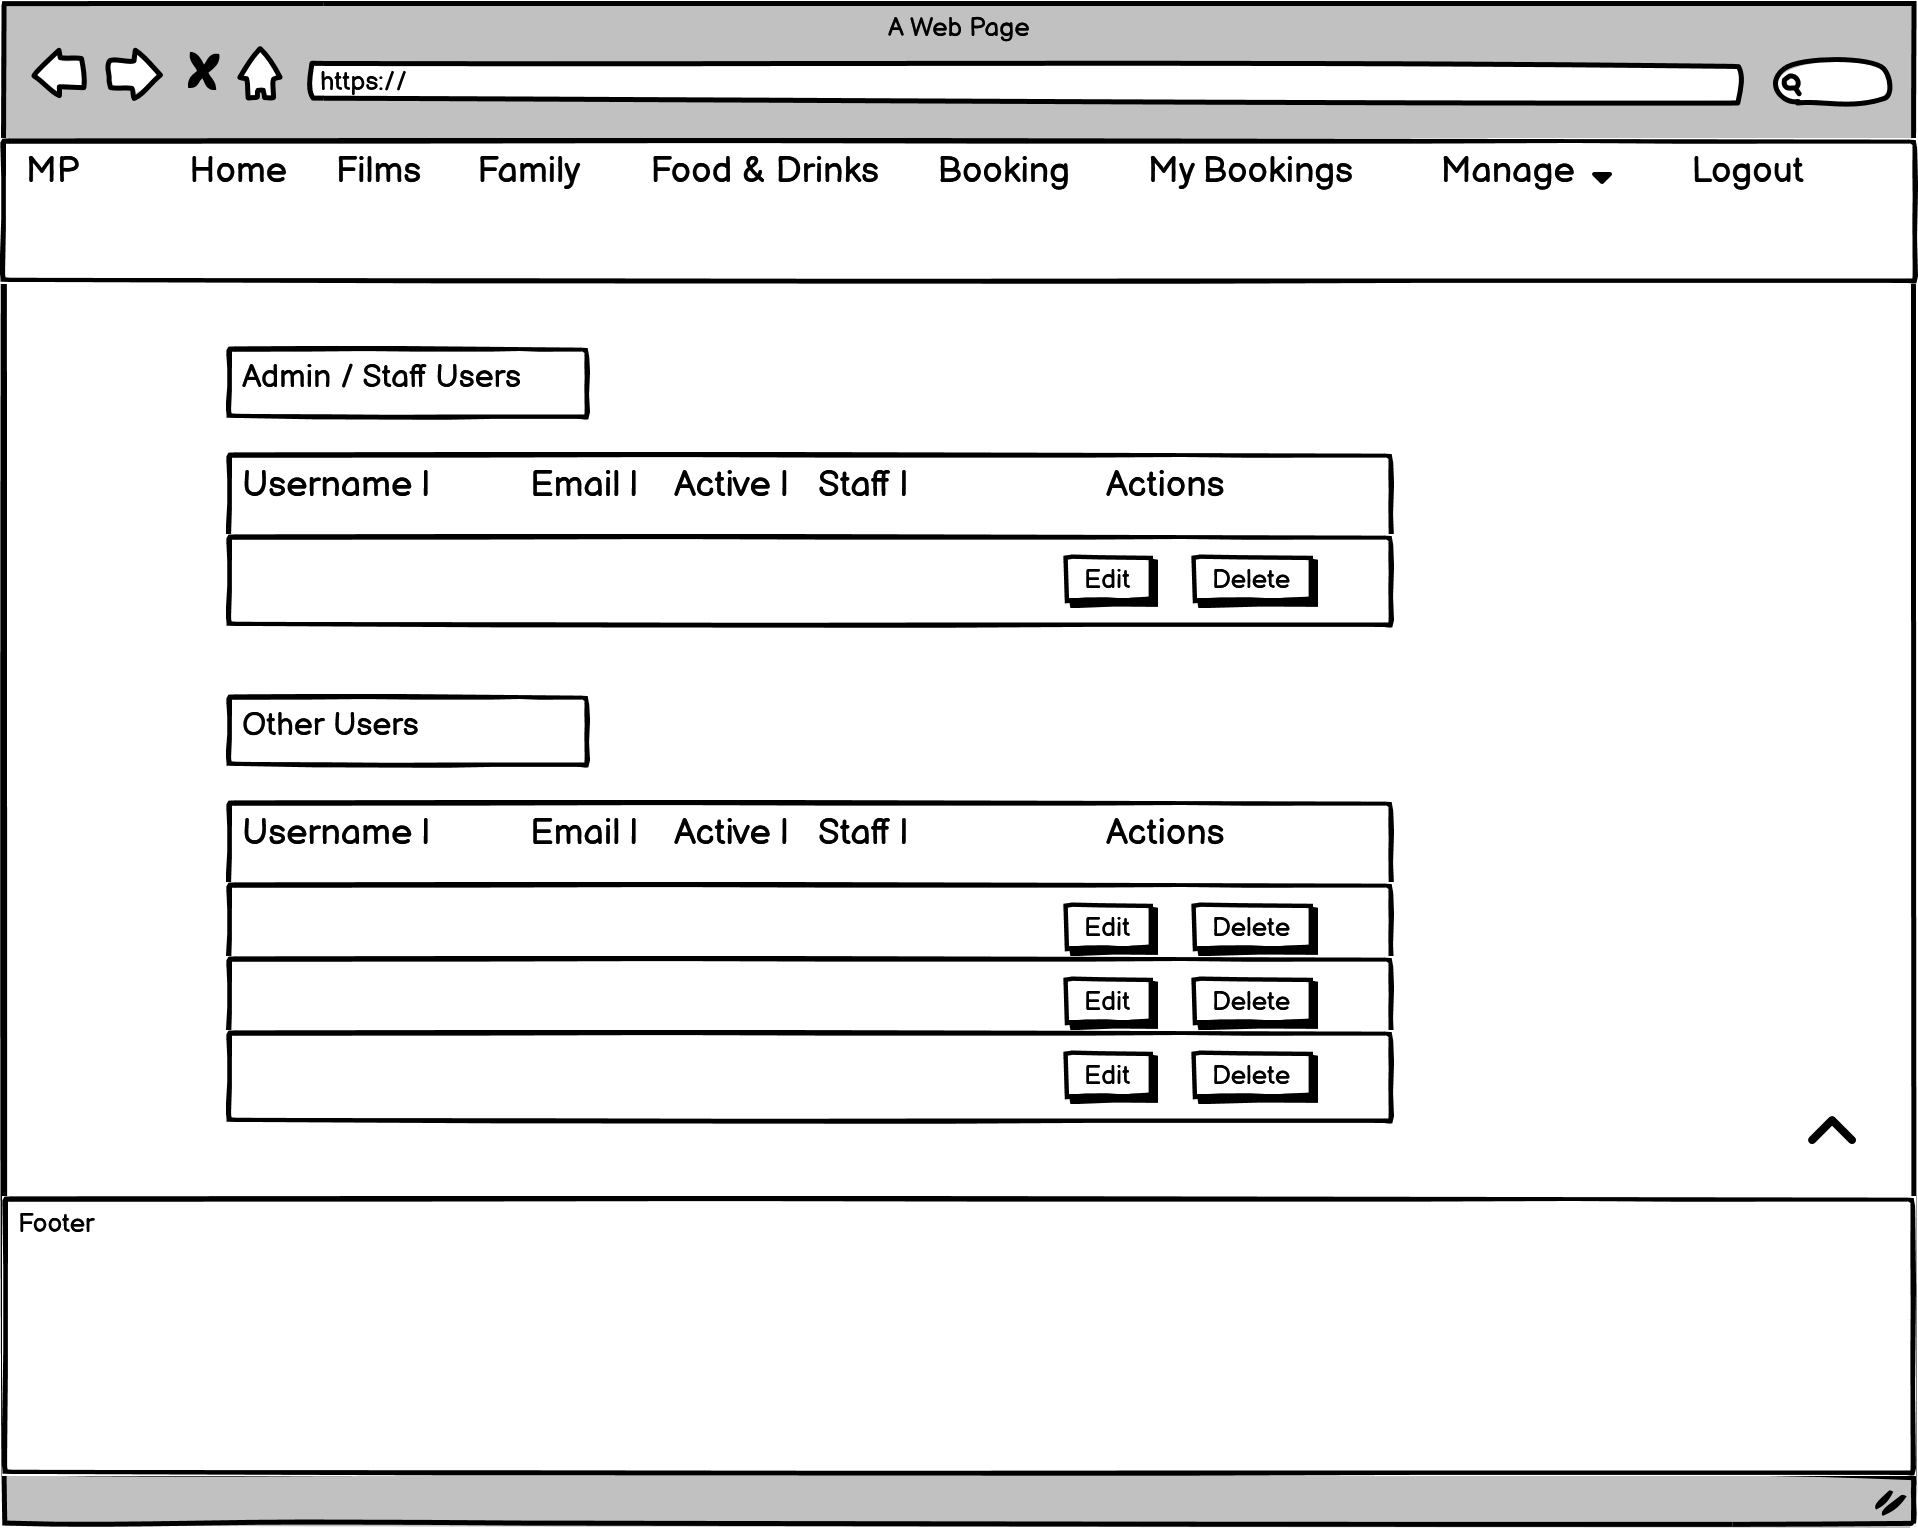 A Web Page
https://
MP Home Films Family Food & Drinks Booking My Bookings Manage Logout
Admin / Staff Users
Username | Email | Active | Staff | Actions
Edit Delete
Other Users
Username | Email | Active | Staff | Actions
Edit Delete
Edit Delete
Edit Delete
Footer